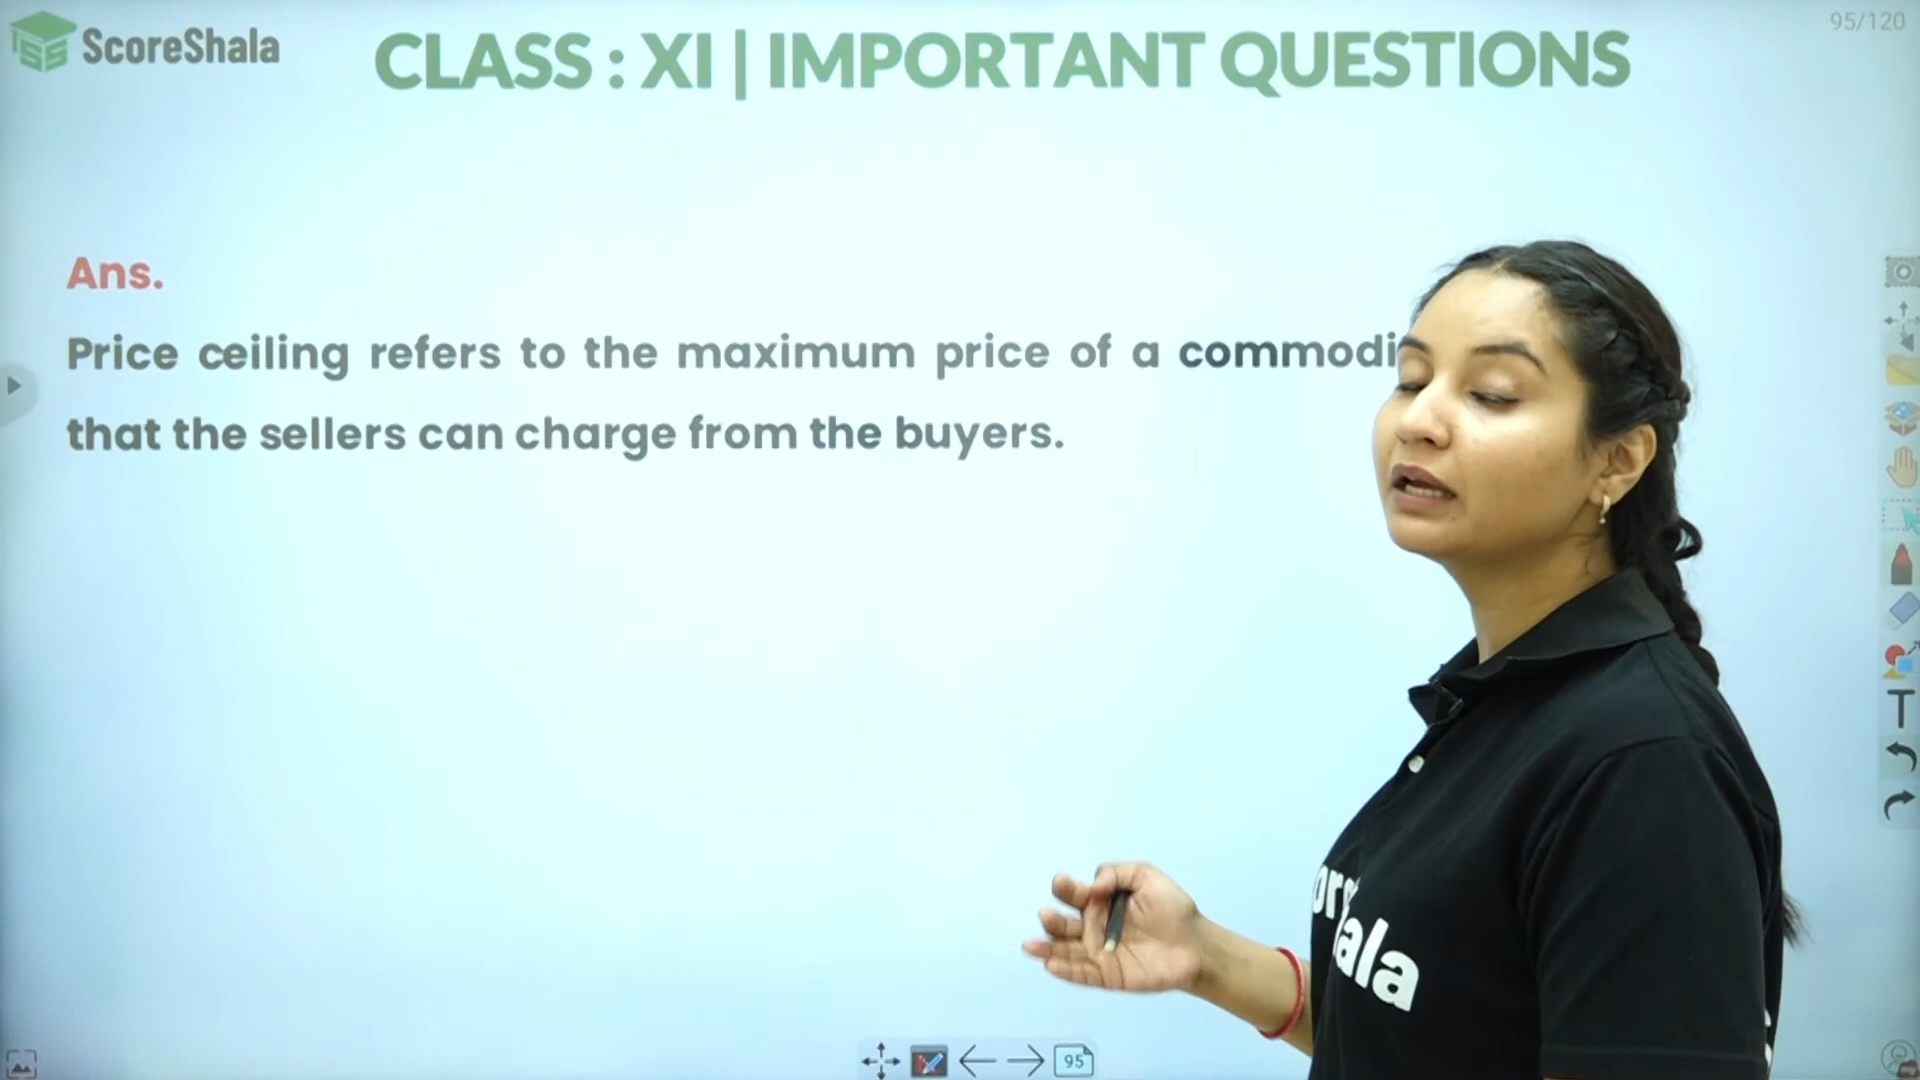 ScoreShala
CLASS : XI | IMPORTANT QUESTIONS
95/120
Ans.
Price ceiling refers to the maximum price of a
that the sellers can charge from the buyers.
T
95